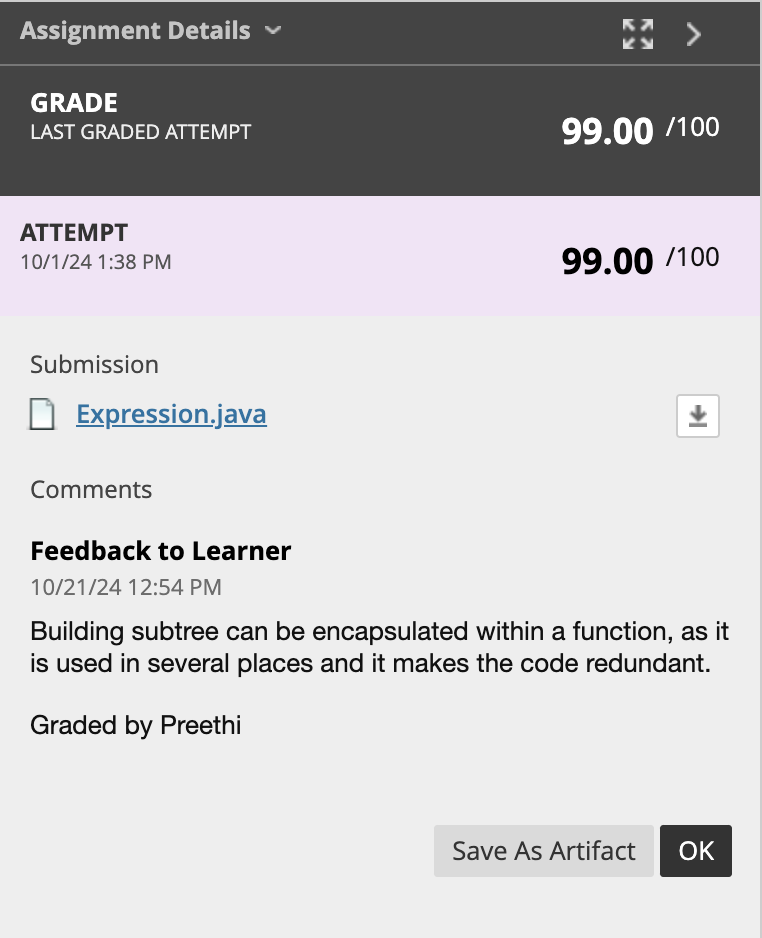 Assignment Details
GRADE
LAST GRADED ATTEMPT
99.00 /100
ATTEMPT
10/1/24 1:38 PM
99.00 /100
Submission
Expression.java
Comments
Feedback to Learner
10/21/24 12:54 PM
Building subtree can be encapsulated within a function, as it
is used in several places and it makes the code redundant.
Graded by Preethi
Save As Artifact
OK